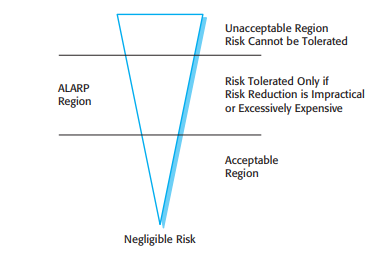 Unacceptable Region
Risk Cannot be Tolerated
ALARP
Region
Risk Tolerated Only if
Risk Reduction is Impractical
or Excessively Expensive
Acceptable
Region
Negligible Risk